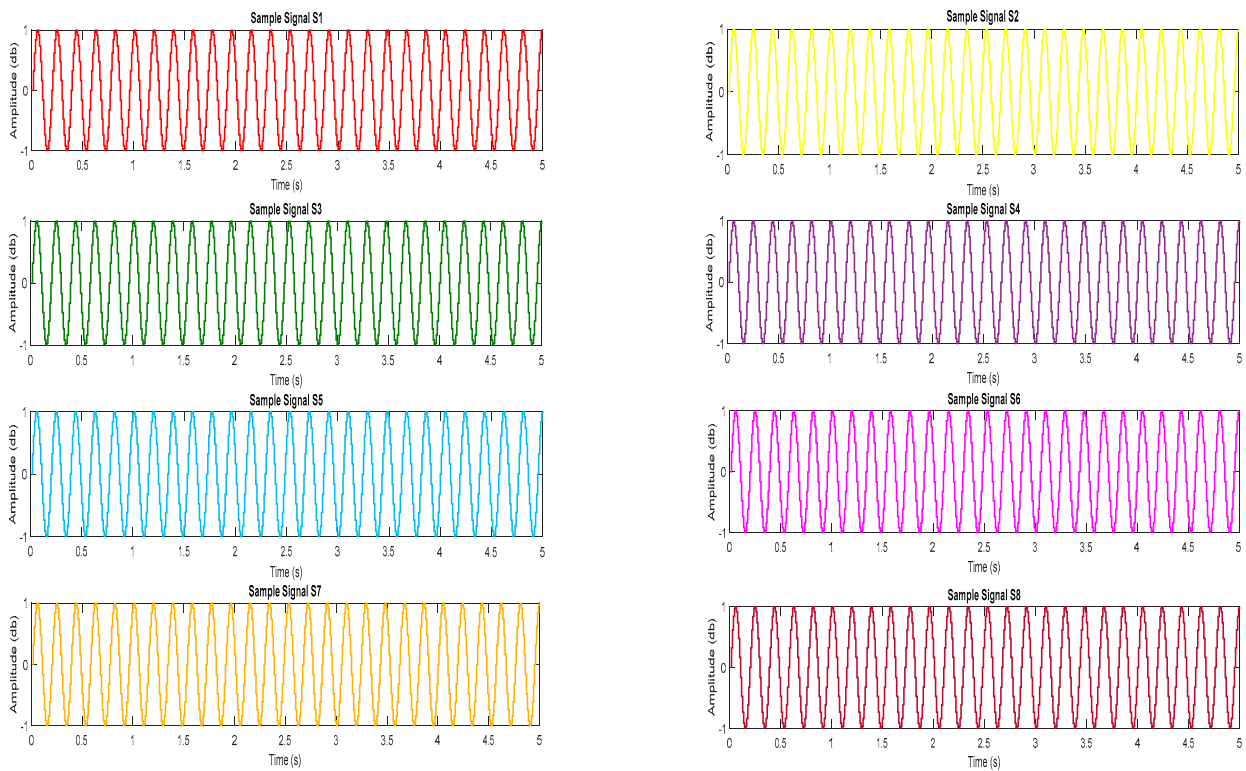 Sample Signal S1
Amplitude (db)
1
0
-1
0 0.5 1 1.5 2 2.5 3 3.5 4 4.5 5
Time (s)
Sample Signal S2
Amplitude (db)
1
0
-1
0 0.5 1 1.5 2 2.5 3 3.5 4 4.5 5
Time (s)
Sample Signal S3
Amplitude (db)
1
0
-1
0 0.5 1 1.5 2 2.5 3 3.5 4 4.5 5
Time (s)
Sample Signal S4
Amplitude (db)
1
0
-1
0 0.5 1 1.5 2 2.5 3 3.5 4 4.5 5
Time (s)
Sample Signal S5
Amplitude (db)
1
0
-1
0 0.5 1 1.5 2 2.5 3 3.5 4 4.5 5
Time (s)
Sample Signal S6
Amplitude (db)
1
0
-1
0 0.5 1 1.5 2 2.5 3 3.5 4 4.5 5
Time (s)
Sample Signal S7
Amplitude (db)
1
0
-1
0 0.5 1 1.5 2 2.5 3 3.5 4 4.5 5
Time (s)
Sample Signal S8
Amplitude (db)
1
0
-1
0 0.5 1 1.5 2 2.5 3 3.5 4 4.5 5
Time (s)